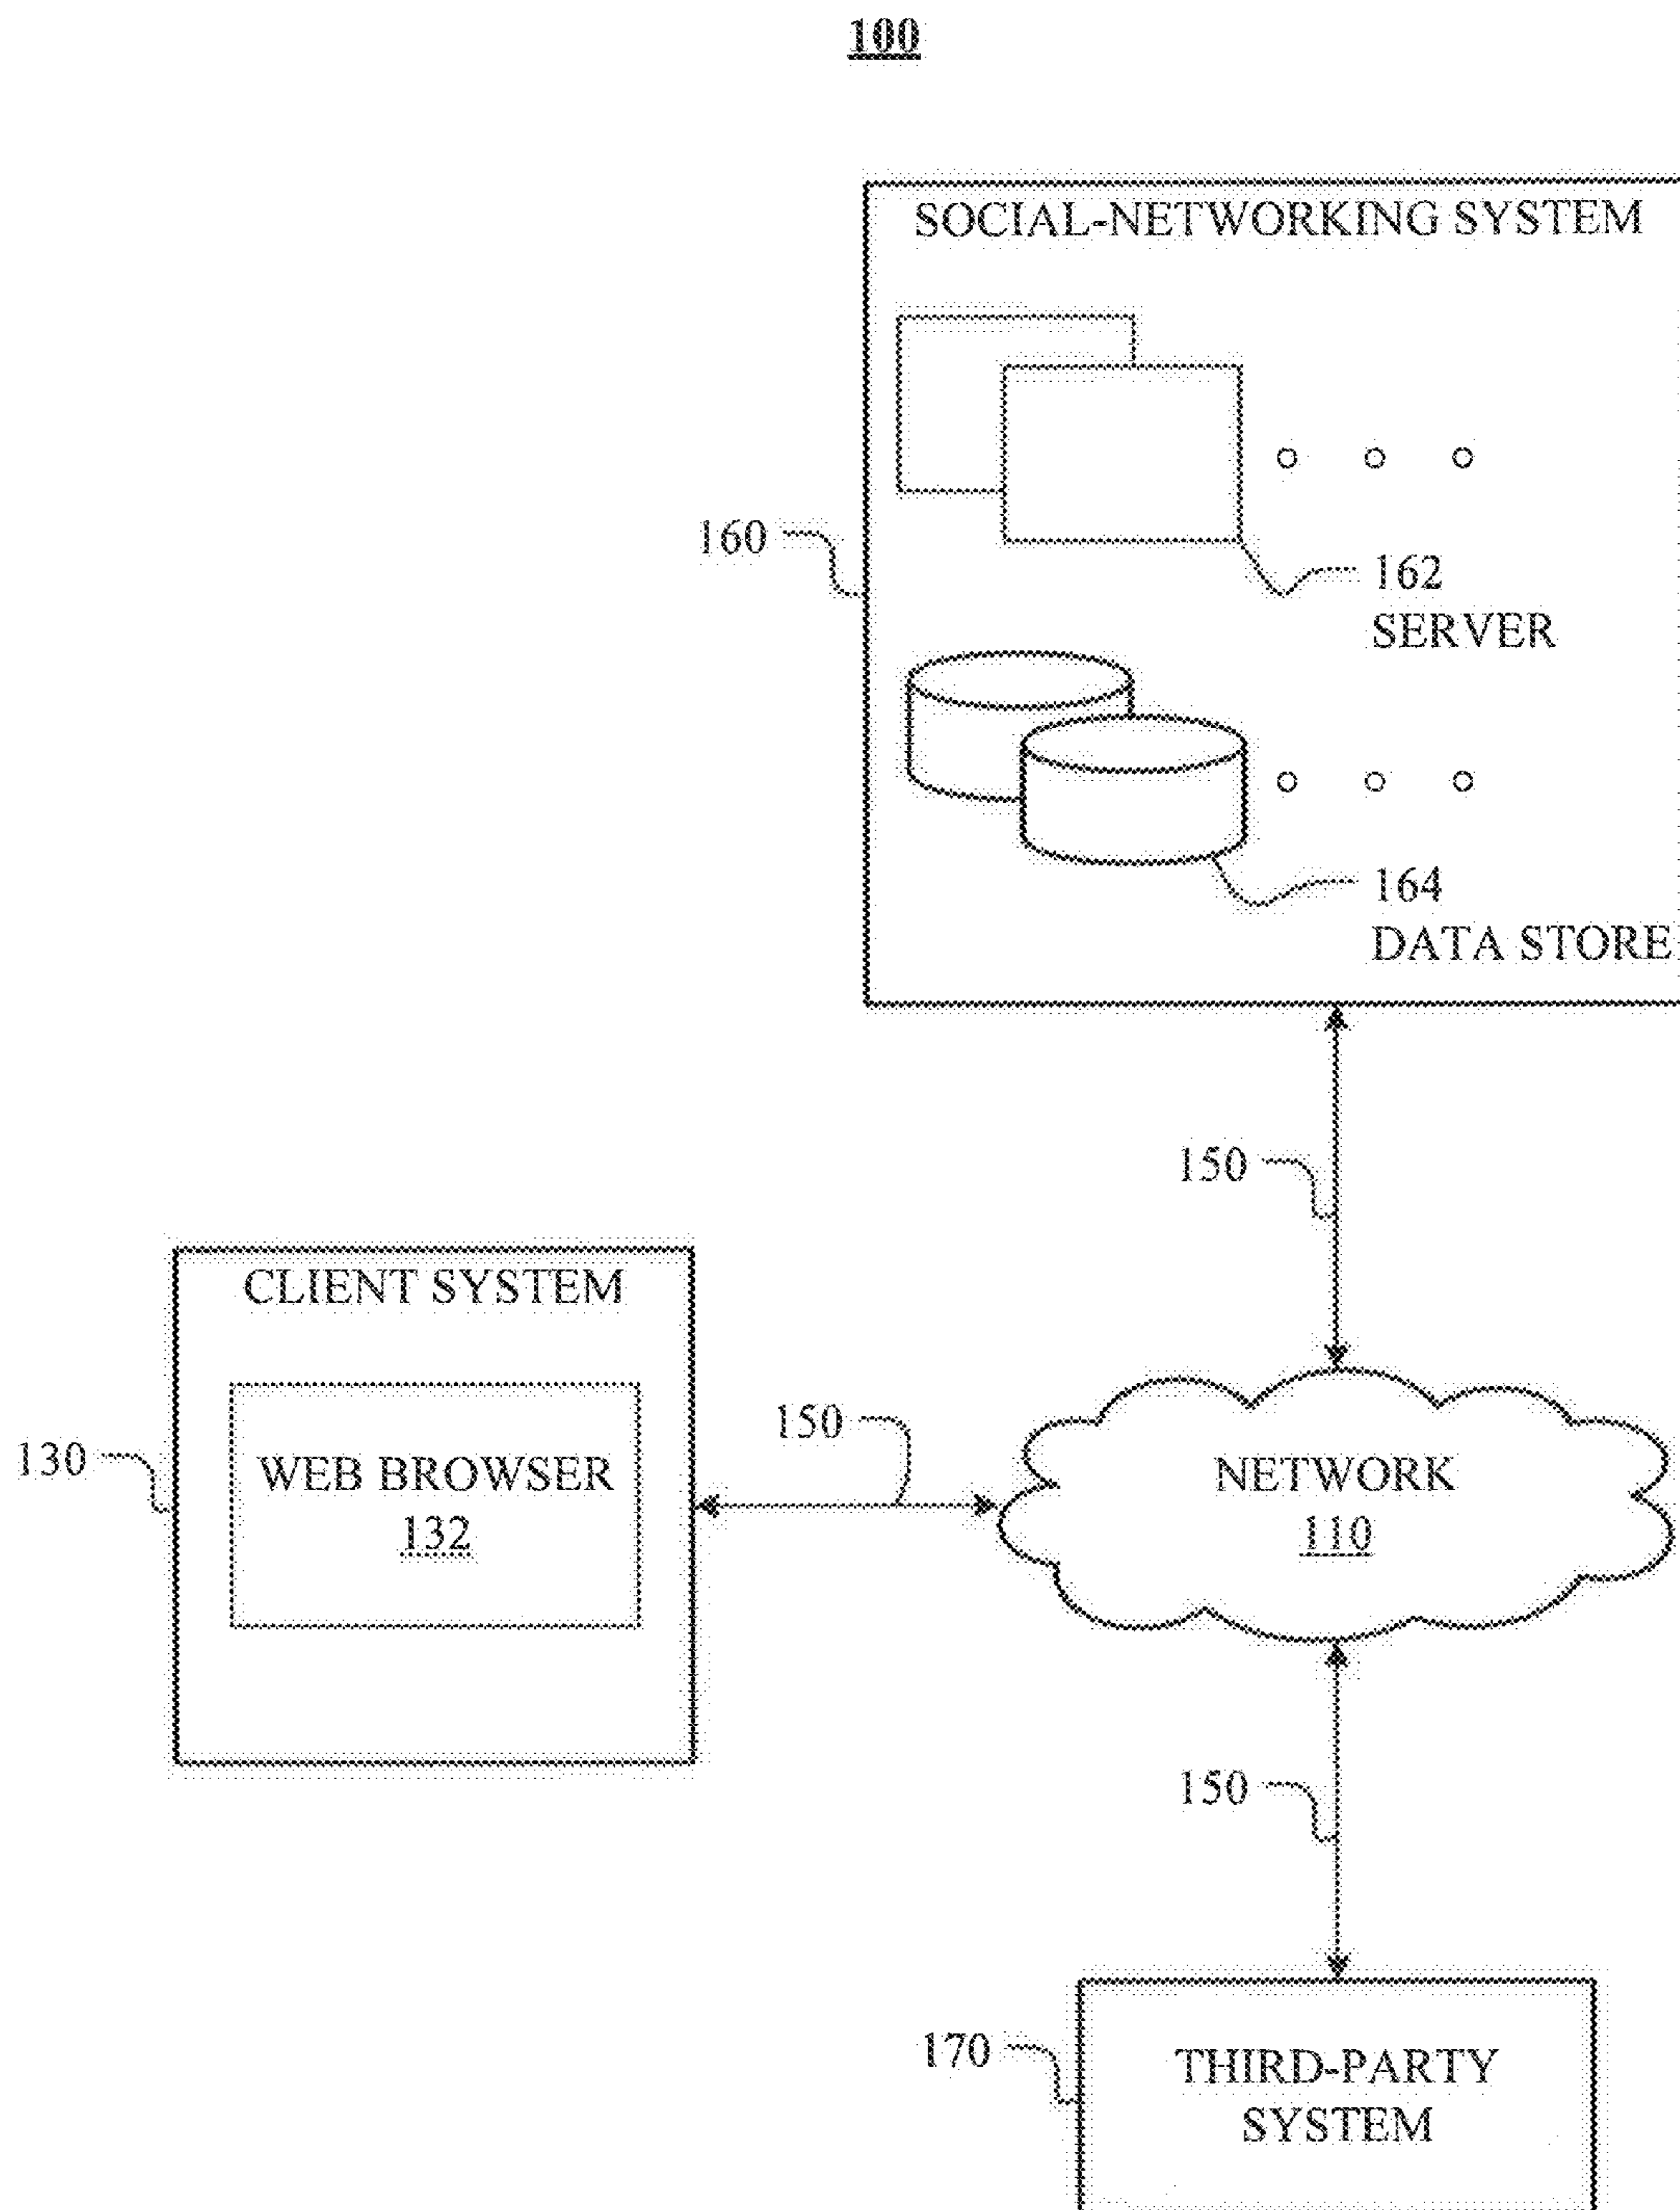 100
SOCIAL-NETWORKING SYSTEM
160
162
SERVER
164
DATA STORE
150
CLIENT SYSTEM
130
WEB BROWSER
132
150
NETWORK
110
150
170
THIRD-PARTY
SYSTEM